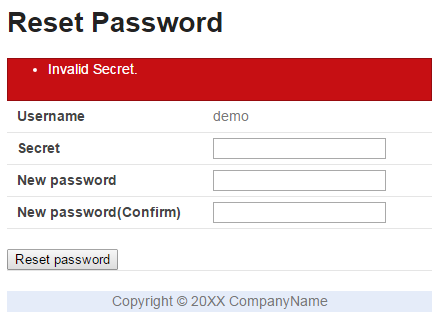 Reset Password
• Invalid Secret.
Username demo
Secret
New password
New password(Confirm)
Reset password
Copyright © 20XX CompanyName